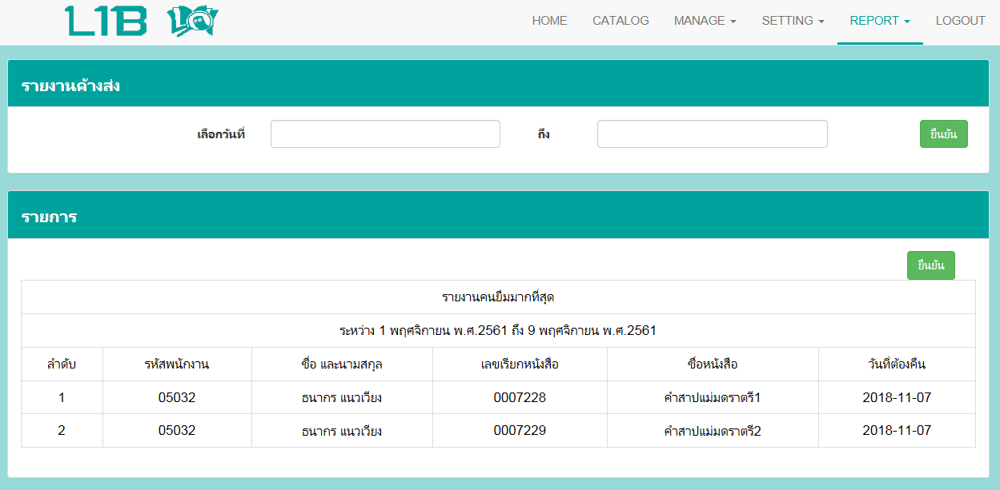 L1B HOME CATALOG MANAGE SETTING REPORT LOGOUT
รายงานค้างส่ง
เลือกวันที่ ถึง ยืนยัน
รายการ
ยืนยัน
รายงานคนยืมมากที่สุด
ระหว่าง 1 พฤศจิกายน พ.ศ.2561 ถึง 9 พฤศจิกายน พ.ศ.2561
ลำดับ รหัสพนักงาน ชื่อ และนามสกุล เลขเรียกหนังสือ ชื่อหนังสือ วันที่ต้องคืน
1 05032 ธนากร แนวเวียง 0007228 คำสาปแม่มดราตรี1 2018-11-07
2 05032 ธนากร แนวเวียง 0007229 คำสาปแม่มดราตรี2 2018-11-07